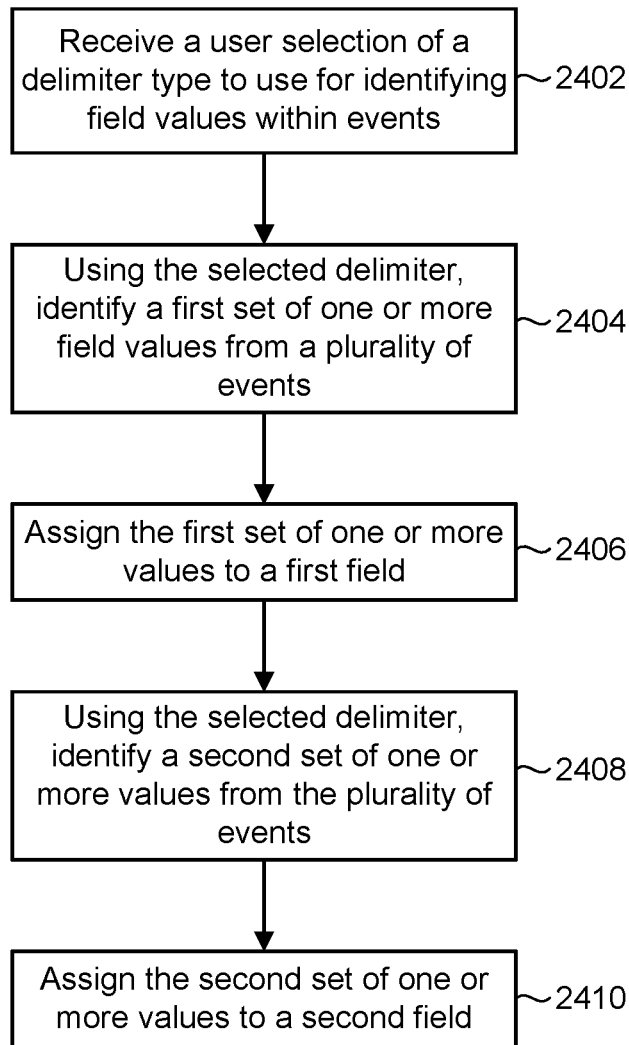 Receive a user selection of a
delimiter type to use for identifying
field values within events
2402
Using the selected delimiter,
identify a first set of one or more
field values from a plurality of
events
2404
Assign the first set of one or more
values to a first field
2406
Using the selected delimiter,
identify a second set of one or
more values from the plurality of
events
2408
Assign the second set of one or
more values to a second field
2410